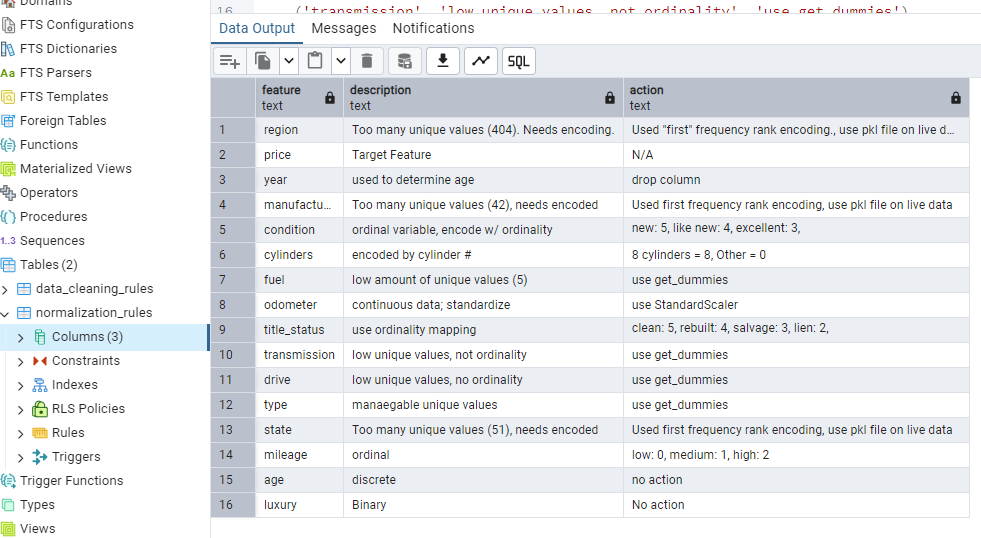 Domains
FTS Configurations
FTS Dictionaries
Aa FTS Parsers
FTS Templates
Foreign Tables
Functions
Materialized Views
Operators
Procedures
1..3 Sequences
Tables (2)
data_cleaning_rules
normalization_rules
Columns (3)
Constraints
Indexes
RLS Policies
Rules
Triggers
Trigger Functions
Types
Views
16 ('transmission', 'low unique values, not ordinality', 'use get_dummies')
Data Output Messages Notifications
SQL
feature description action
text text text
1 region Too many unique values (404). Needs encoding. Used "first" frequency rank encoding., use pkl file on live d...
2 price Target Feature N/A
3 year used to determine age drop column
4 manufactu... Too many unique values (42), needs encoded Used first frequency rank encoding, use pkl file on live data
5 condition ordinal variable, encode w/ ordinality new: 5, like new: 4, excellent: 3,
6 cylinders encoded by cylinder # 8 cylinders = 8, Other = 0
7 fuel low amount of unique values (5) use get_dummies
8 odometer continuous data; standardize use StandardScaler
9 title_status use ordinality mapping clean: 5, rebuilt: 4, salvage: 3, lien: 2,
10 transmission low unique values, not ordinality use get_dummies
11 drive low unique values, no ordinality use get_dummies
12 type manaegable unique values use get_dummies
13 state Too many unique values (51), needs encoded Used first frequency rank encoding, use pkl file on live data
14 mileage ordinal low: 0, medium: 1, high: 2
15 age discrete no action
16 luxury Binary No action